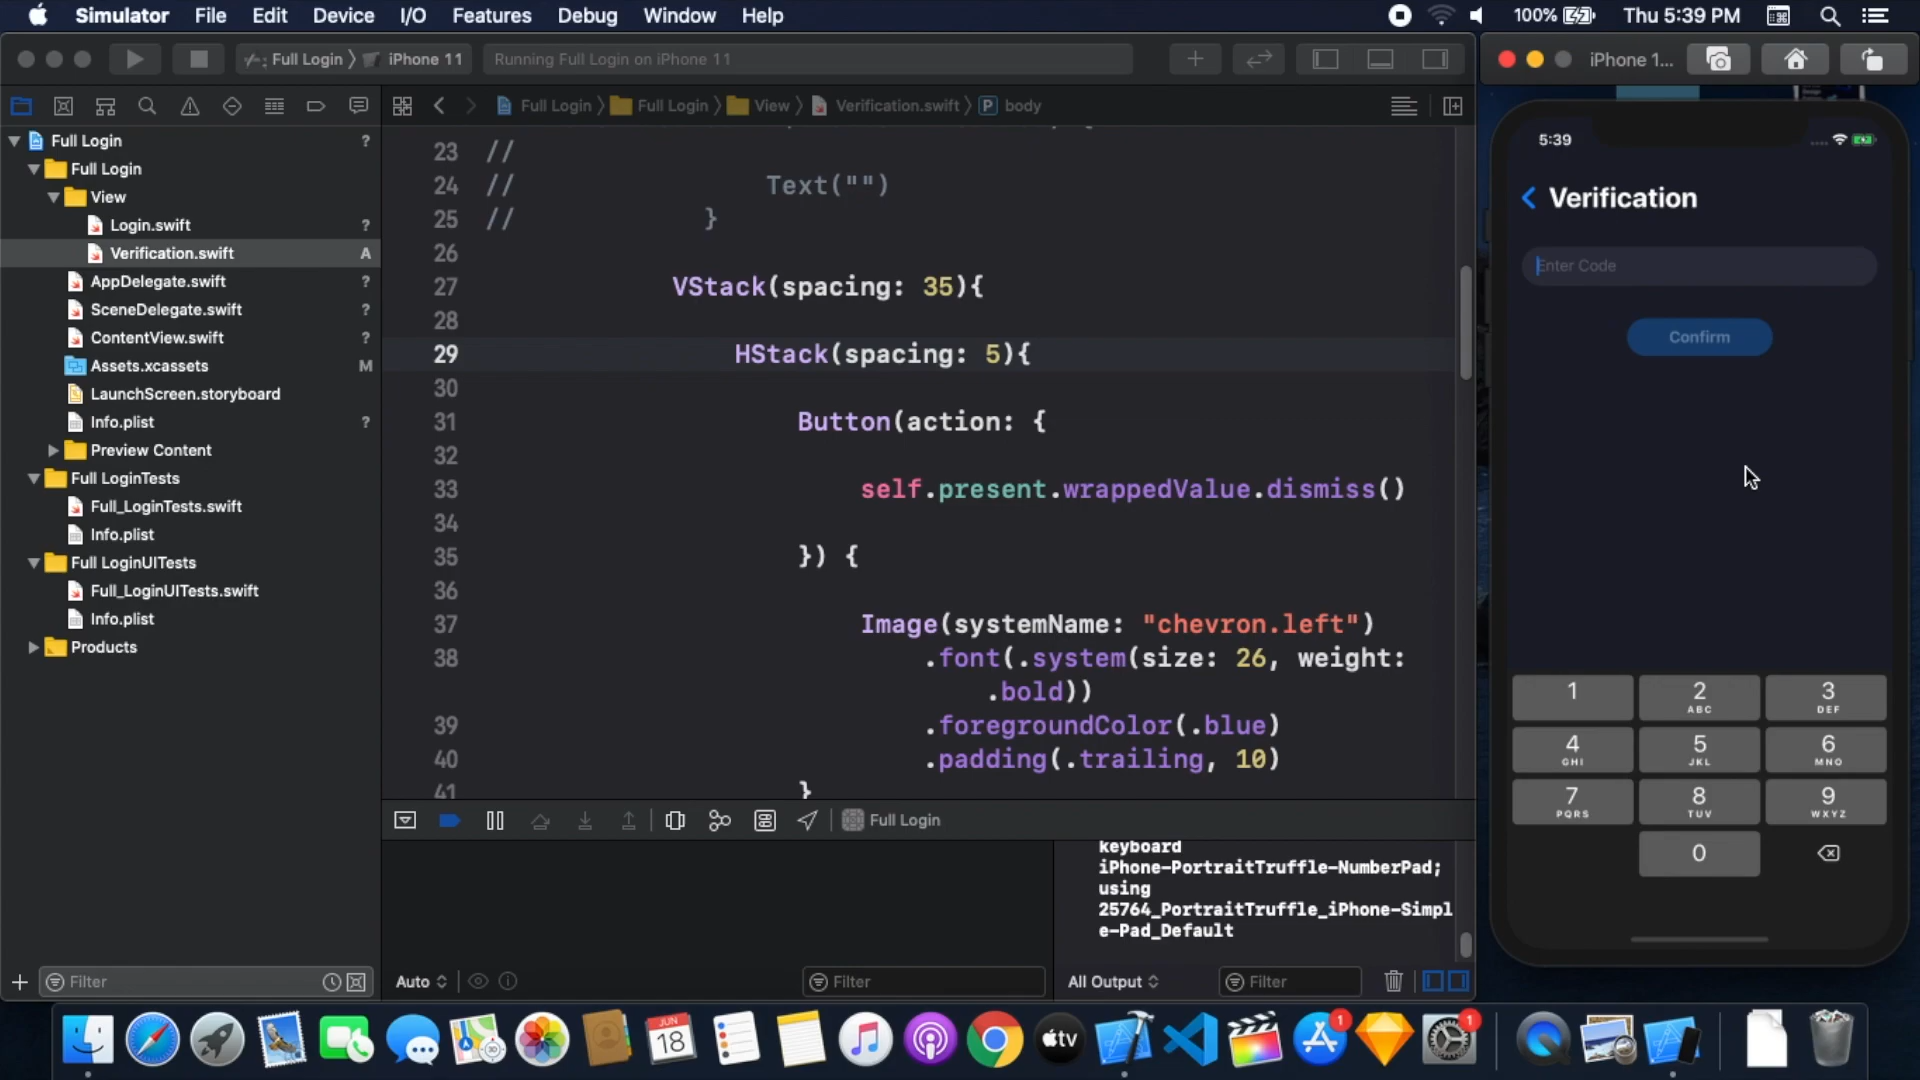 Simulator File Edit Device I/O Features Debug Window Help 100% Thu 5:39 PM
Full Login 〉 iPhone 11 Running Full Login on iPhone 11
iPhone 1...
Full Login 〉 Full Login 〉 View 〉 Verification.swift 〉 P body
Full Login ?
Full Login
View
Login.swift ?
Verification.swift A
AppDelegate.swift ?
SceneDelegate.swift ?
ContentView.swift ?
Assets.xcassets M
LaunchScreen.storyboard
Info.plist ?
Preview Content
Full LoginTests
Full_LoginTests.swift
Info.plist
Full LoginUITests
Full_LoginUITests.swift
Info.plist
Products
Filter
23 //
24 // Text("")
25 // }
26
27 VStack(spacing: 35){
28
29 HStack(spacing: 5){
30
31 Button(action: {
32
33 self.present.wrappedValue.dismiss()
34
35 }) {
36
37 Image(systemName: "chevron.left")
38 .font(.system(size: 26, weight:
.bold))
39 .foregroundColor(.blue)
40 .padding(.trailing, 10)
41 }
Full Login
keyboard
iPhone-PortraitTruffle-NumberPad;
using
25764_PortraitTruffle_iPhone-Simpl
e-Pad_Default
Auto Filter All Output Filter
5:39
Verification
Enter Code
Confirm
1 2 3
ABC DEF
4 5 6
GHI JKL MNO
7 8 9
PQRS TUV WXYZ
0
JUN
18
tv
1
1